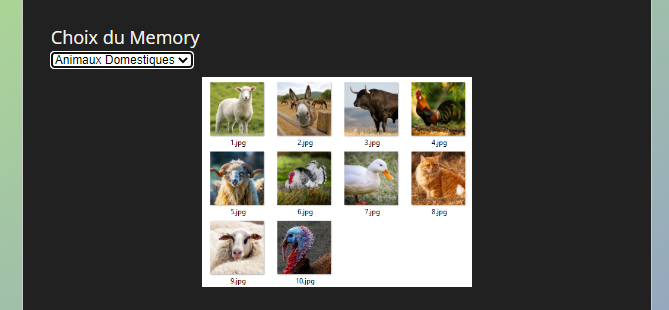 Choix du Memory
Animaux Domestiques
1.jpg 2.jpg 3.jpg 4.jpg
5.jpg 6.jpg 7.jpg 8.jpg
9.jpg 10.jpg